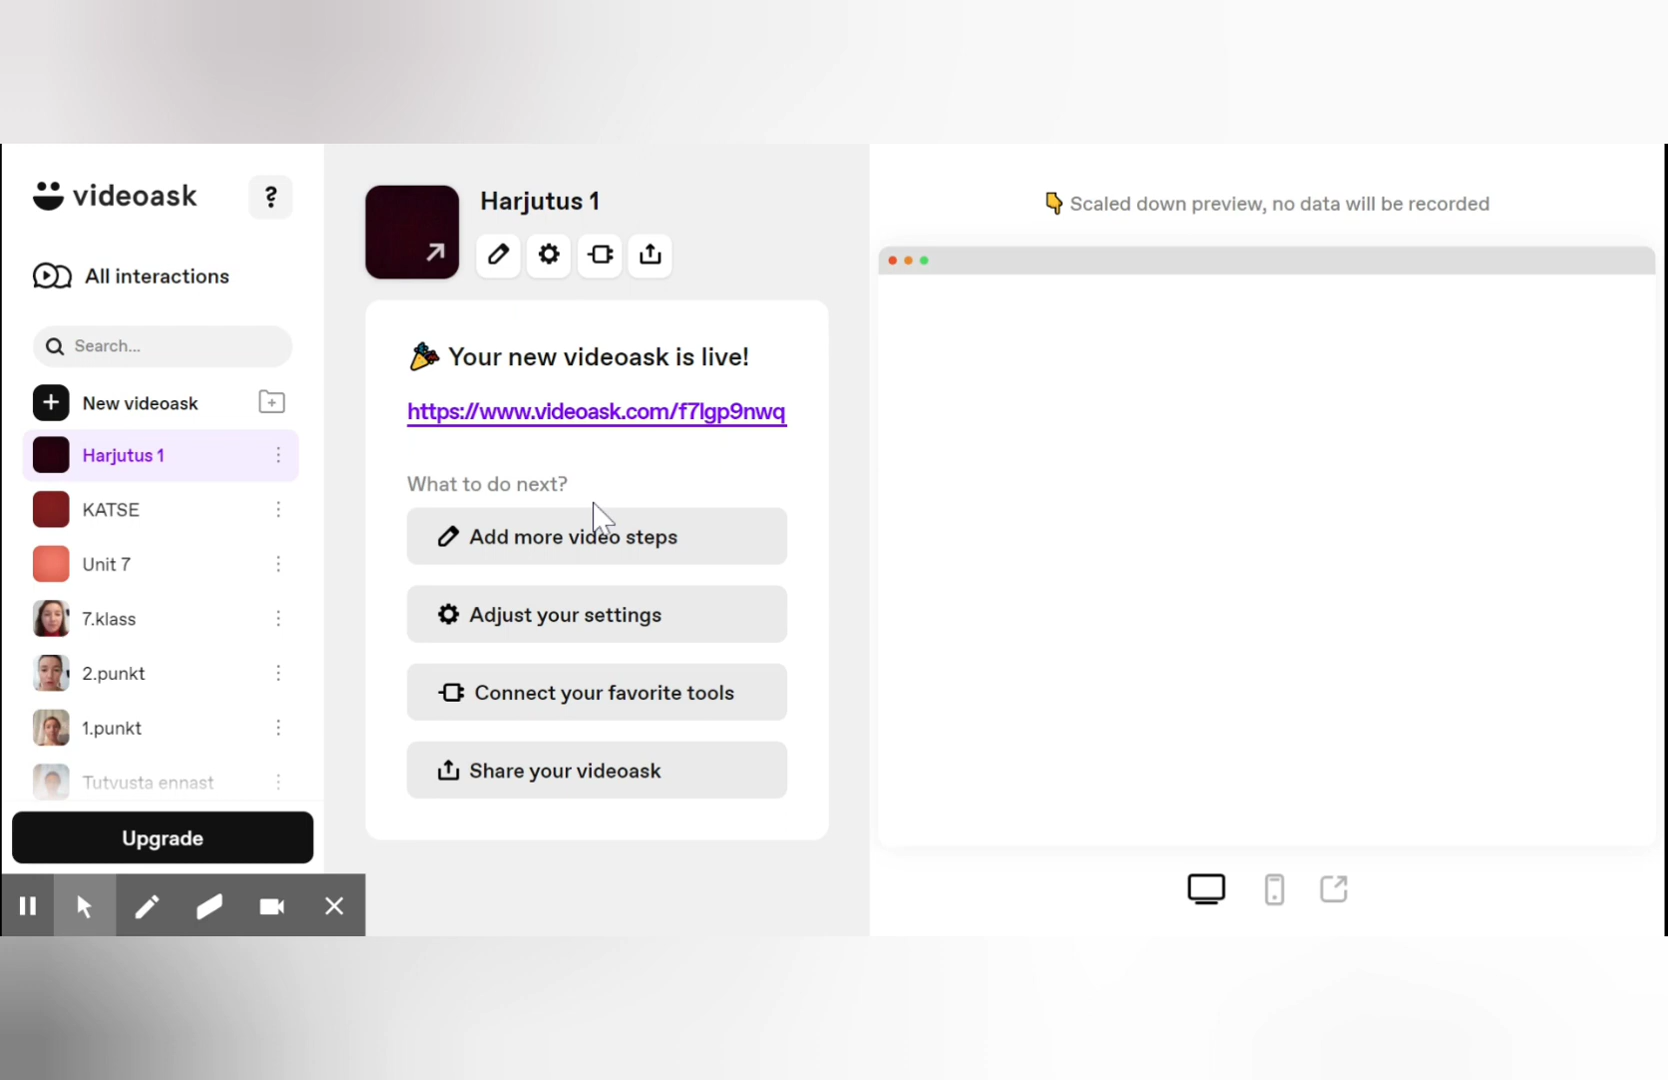 videoask
?
All interactions
Search...
New videoask
Harjutus 1
KATSE
Unit 7
7.klass
2.punkt
1.punkt
Tutvusta ennast
Upgrade
Harjutus 1
Your new videoask is live!
https://www.videoask.com/f7lgp9nwq
What to do next?
Add more video steps
Adjust your settings
Connect your favorite tools
Share your videoask
Scaled down preview, no data will be recorded